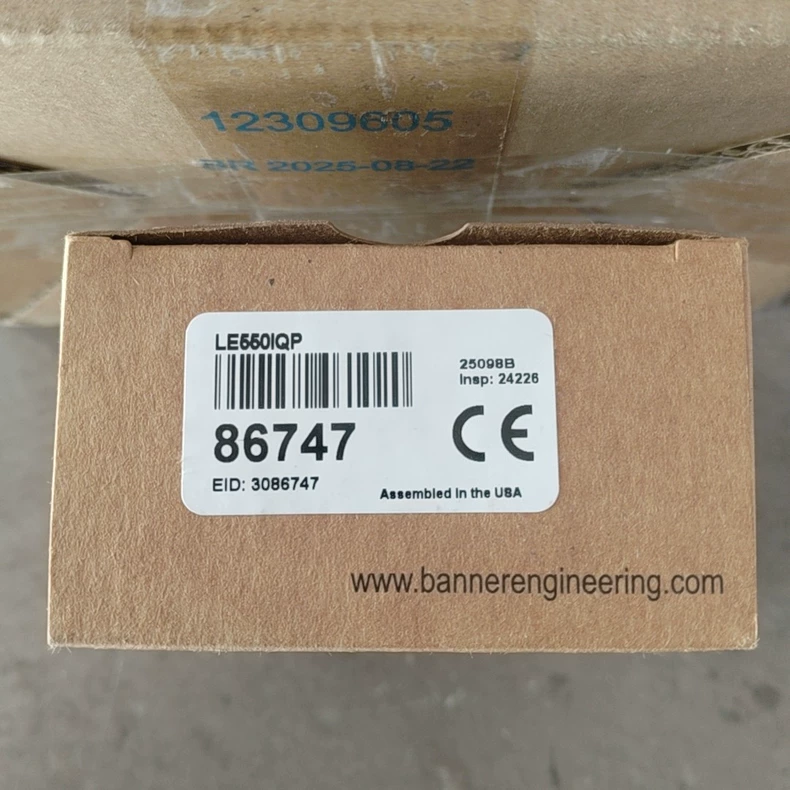 12309605
BR 2025-08-22
LE550IQP
25098B
Insp: 24226
86747
CE
EID: 3086747
Assembled in the USA
www.bannerengineering.com